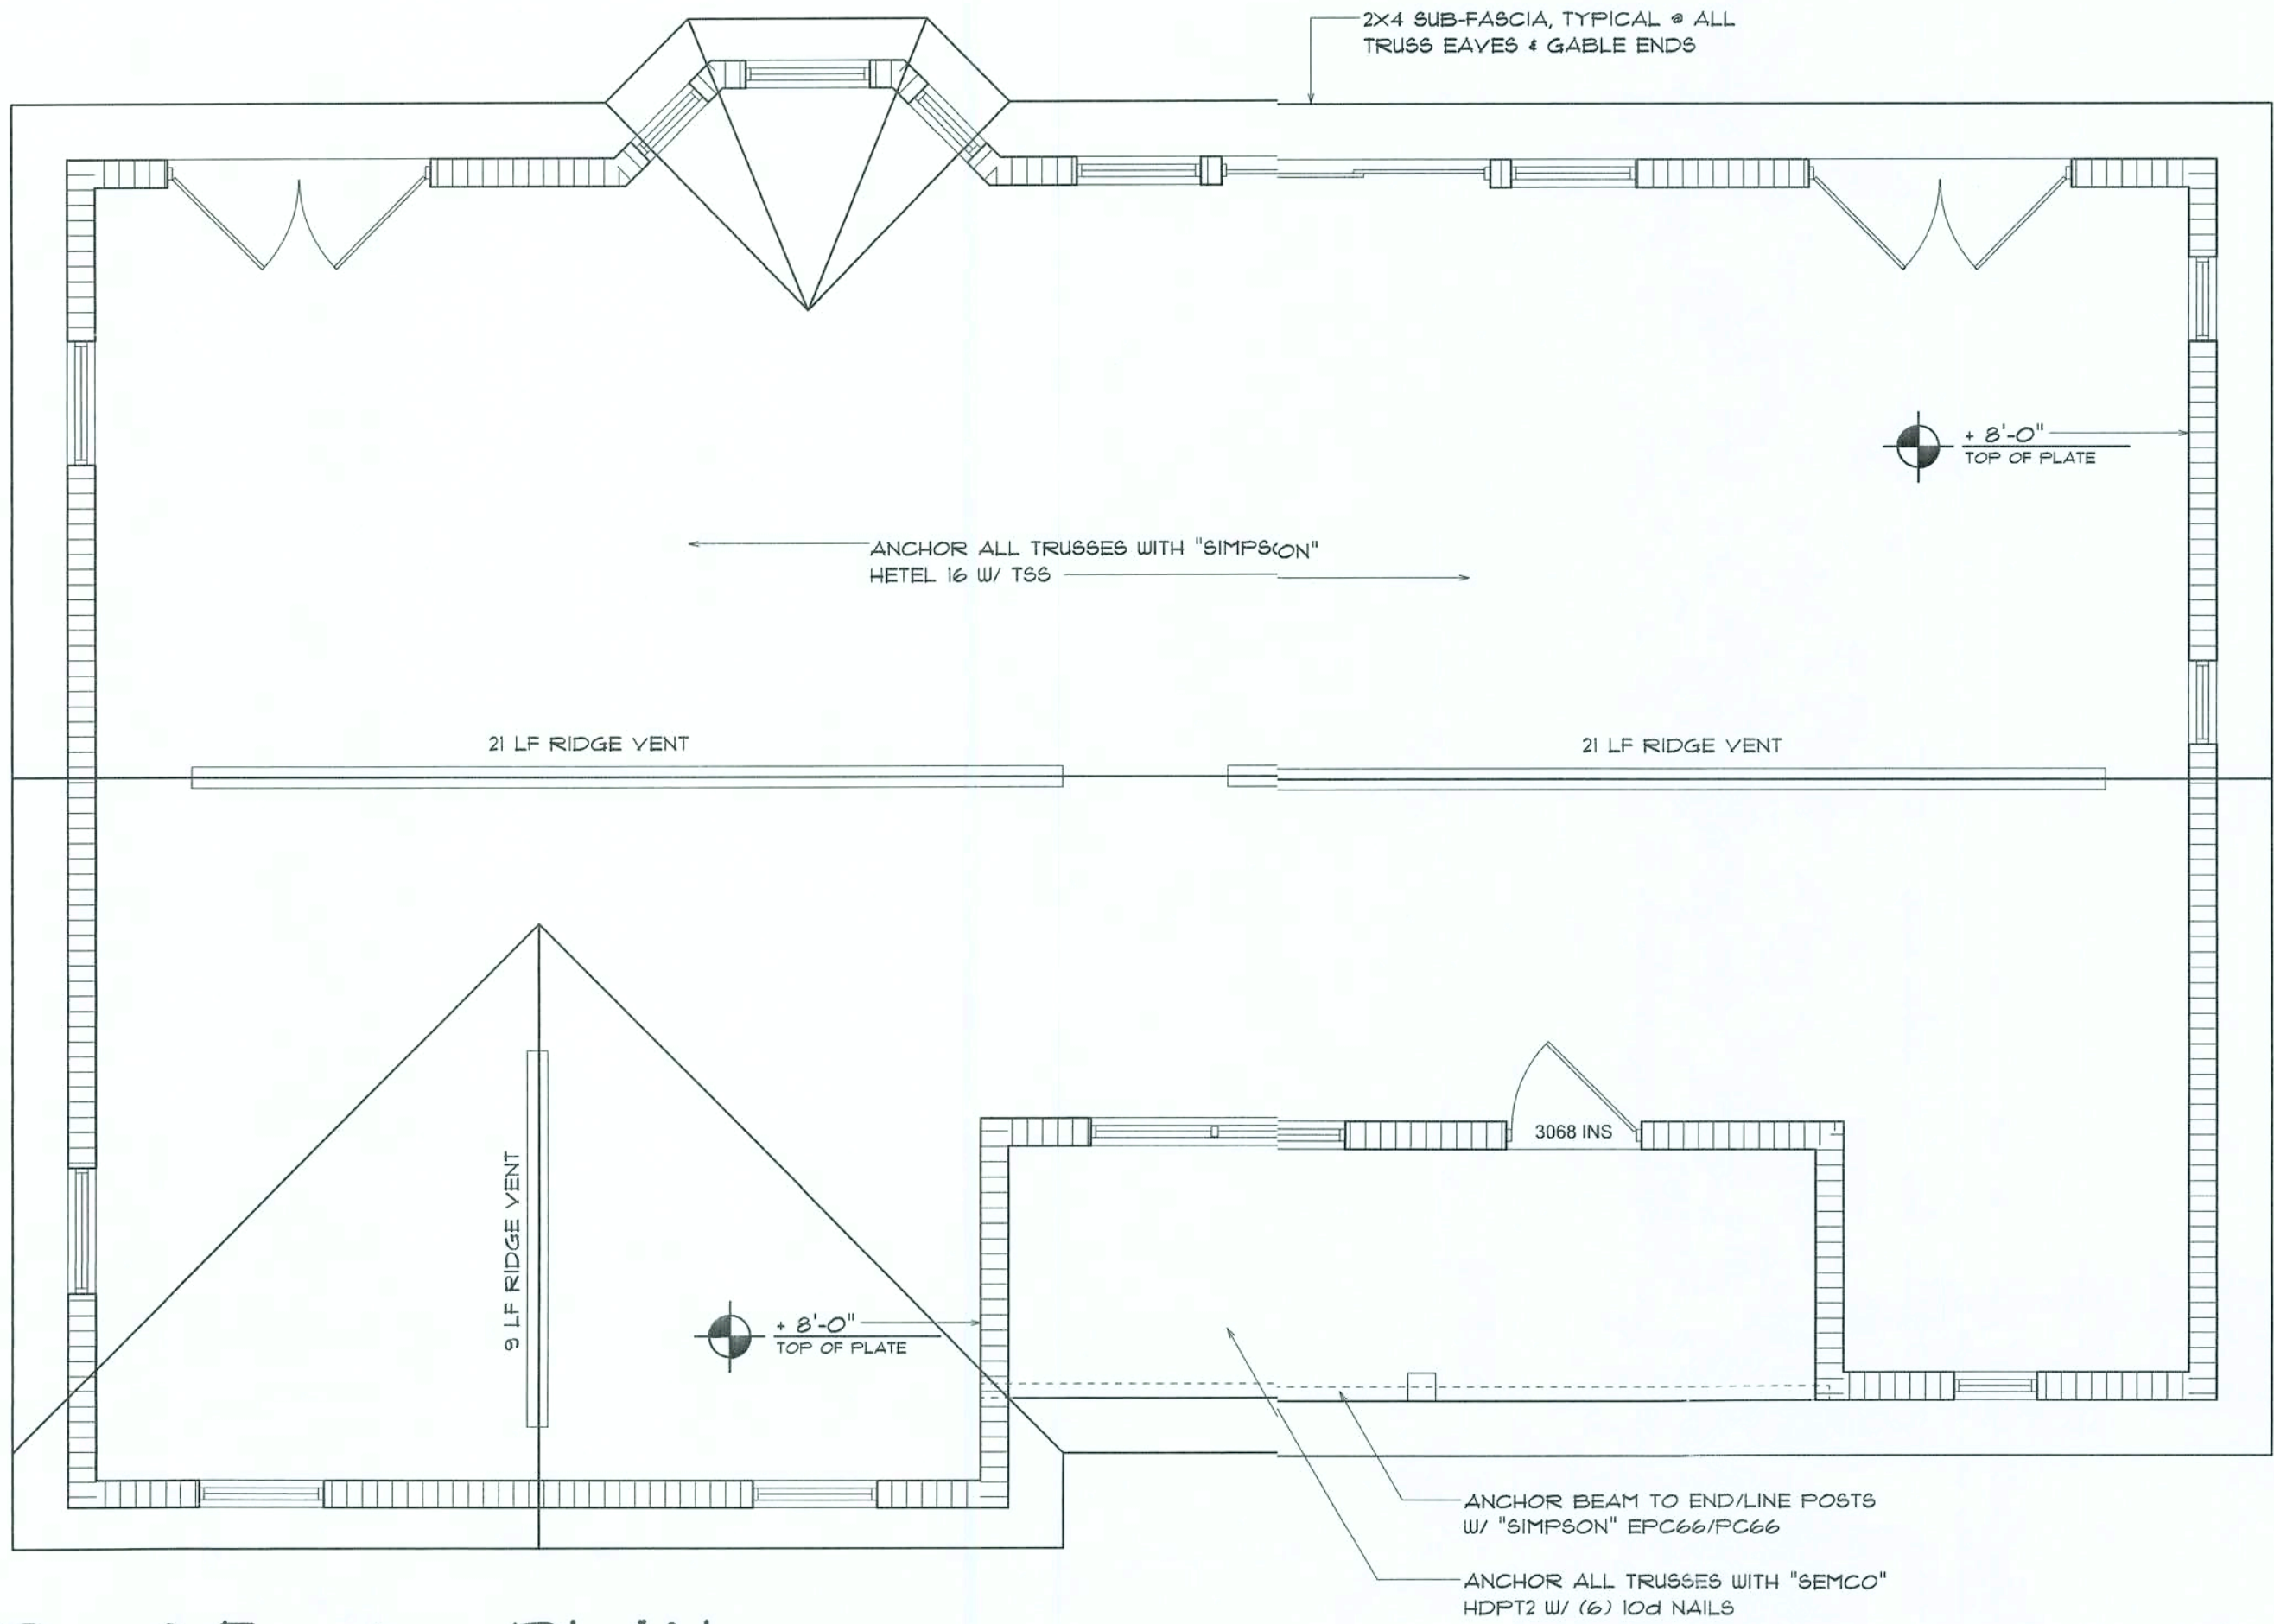 2X4 SUB-FASCIA, TYPICAL @ ALL
TRUSS EAVES & GABLE ENDS
+ 8'-0"
TOP OF PLATE
ANCHOR ALL TRUSSES WITH "SIMPSON"
HETEL 16 W/ TSS
21 LF RIDGE VENT
21 LF RIDGE VENT
3068 INS
9 LF RIDGE VENT
+ 8'-0"
TOP OF PLATE
ANCHOR BEAM TO END/LINE POSTS
W/ "SIMPSON" EPC66/PC66
ANCHOR ALL TRUSSES WITH "SEMCO"
HDPT2 W/ (6) 10d NAILS